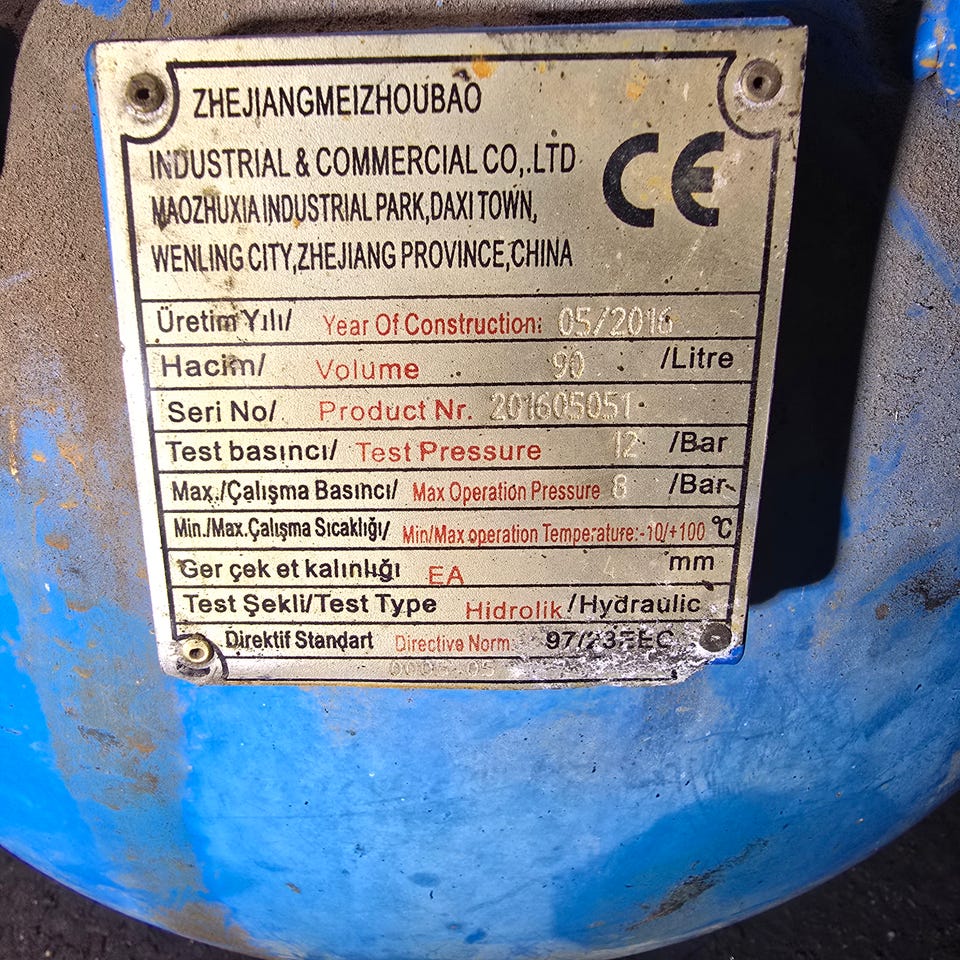 ZHEJIANGMEIZHOUBAO
INDUSTRIAL & COMMERCIAL CO,.LTD
MAOZHUXIA INDUSTRIAL PARK,DAXI TOWN,
WENLING CITY,ZHEJIANG PROVINCE,CHINA
CE
Üretim Yılı/ Year Of Construction: 05/2016
Hacim/ Volume 90 /Litre
Seri No/ Product Nr. 201605051
Test basıncı/ Test Pressure 12 /Bar
Max./Çalışma Basıncı/ Max Operation Pressure 8 /Bar
Min./Max.Çalışma Sıcaklığı/ Min/Max operation Temperature:-10/+100 °C
Ger çek et kalınlığı EA 4 mm
Test Şekli/Test Type Hidrolik/Hydraulic
Direktif Standart Directive Norm. 97/23EEC